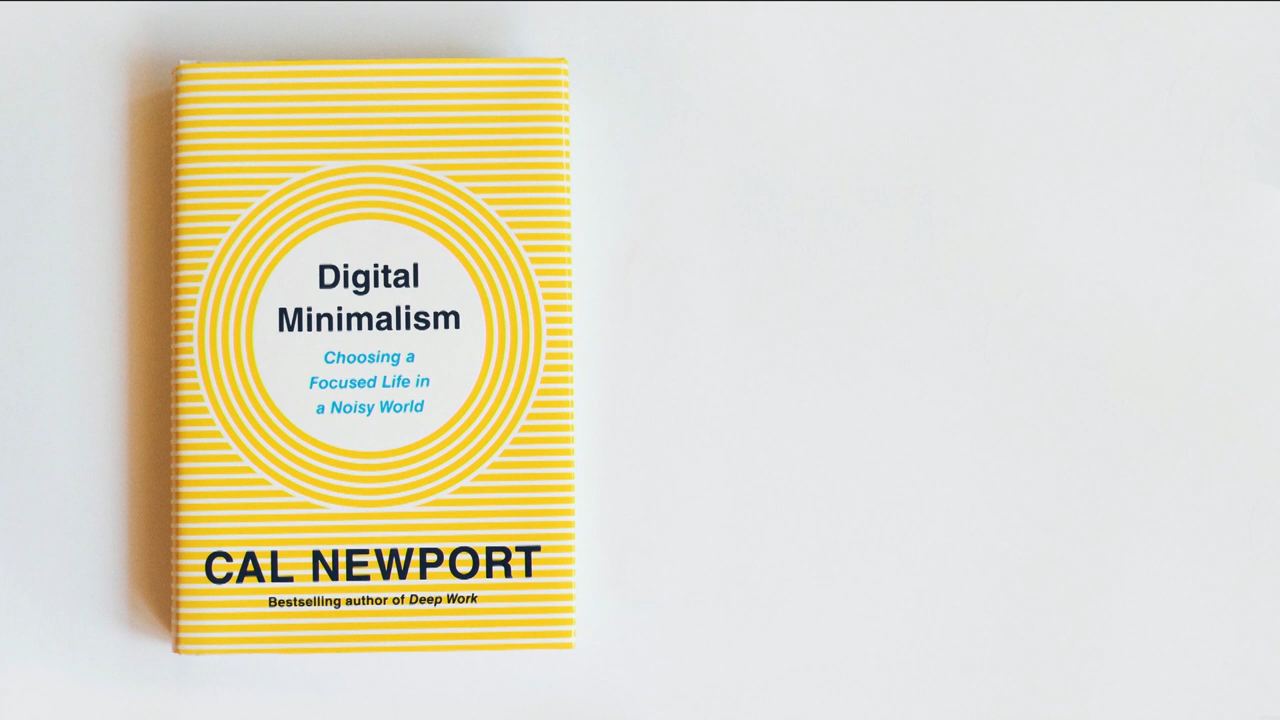 Digital
Minimalism
Choosing a
Focused Life in
a Noisy World
CAL NEWPORT
Bestselling author of Deep Work